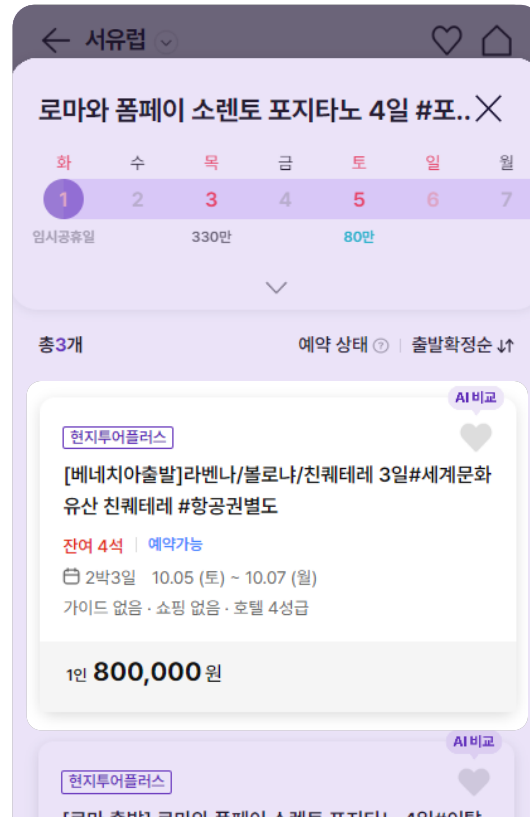 서유럽
로마와 폼페이 소렌토 포지타노 4일 #포..
화 수 목 금 토 일 월
1 2 3 4 5 6 7
임시공휴일 330만 80만
총3개 예약 상태 ? | 출발확정순
AI 비교
현지투어플러스
[베네치아출발]라벤나/볼로냐/친퀘테레 3일#세계문화
유산 친퀘테레 #항공권별도
잔여 4석 | 예약가능
2박3일 10.05 (토) ~ 10.07 (월)
가이드 없음 · 쇼핑 없음 · 호텔 4성급
1인 800,000 원
AI 비교
현지투어플러스